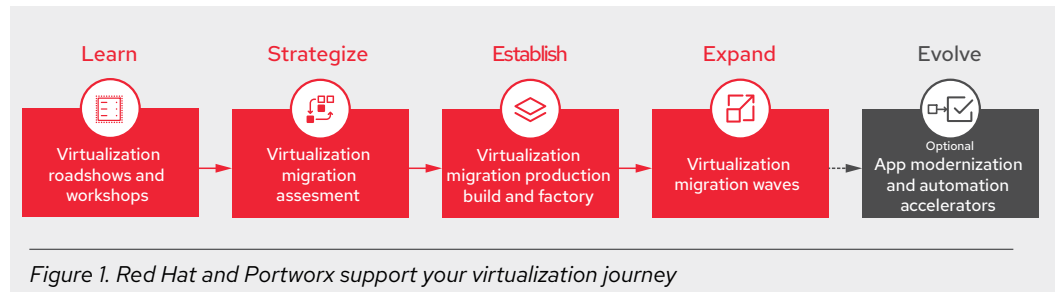 Learn
Virtualization
roadshows and
workshops
Strategize
Virtualization
migration
assesment
Establish
Virtualization
migration production
build and factory
Expand
Virtualization
migration waves
Evolve
Optional
App modernization
and automation
accelerators
Figure 1. Red Hat and Portworx support your virtualization journey